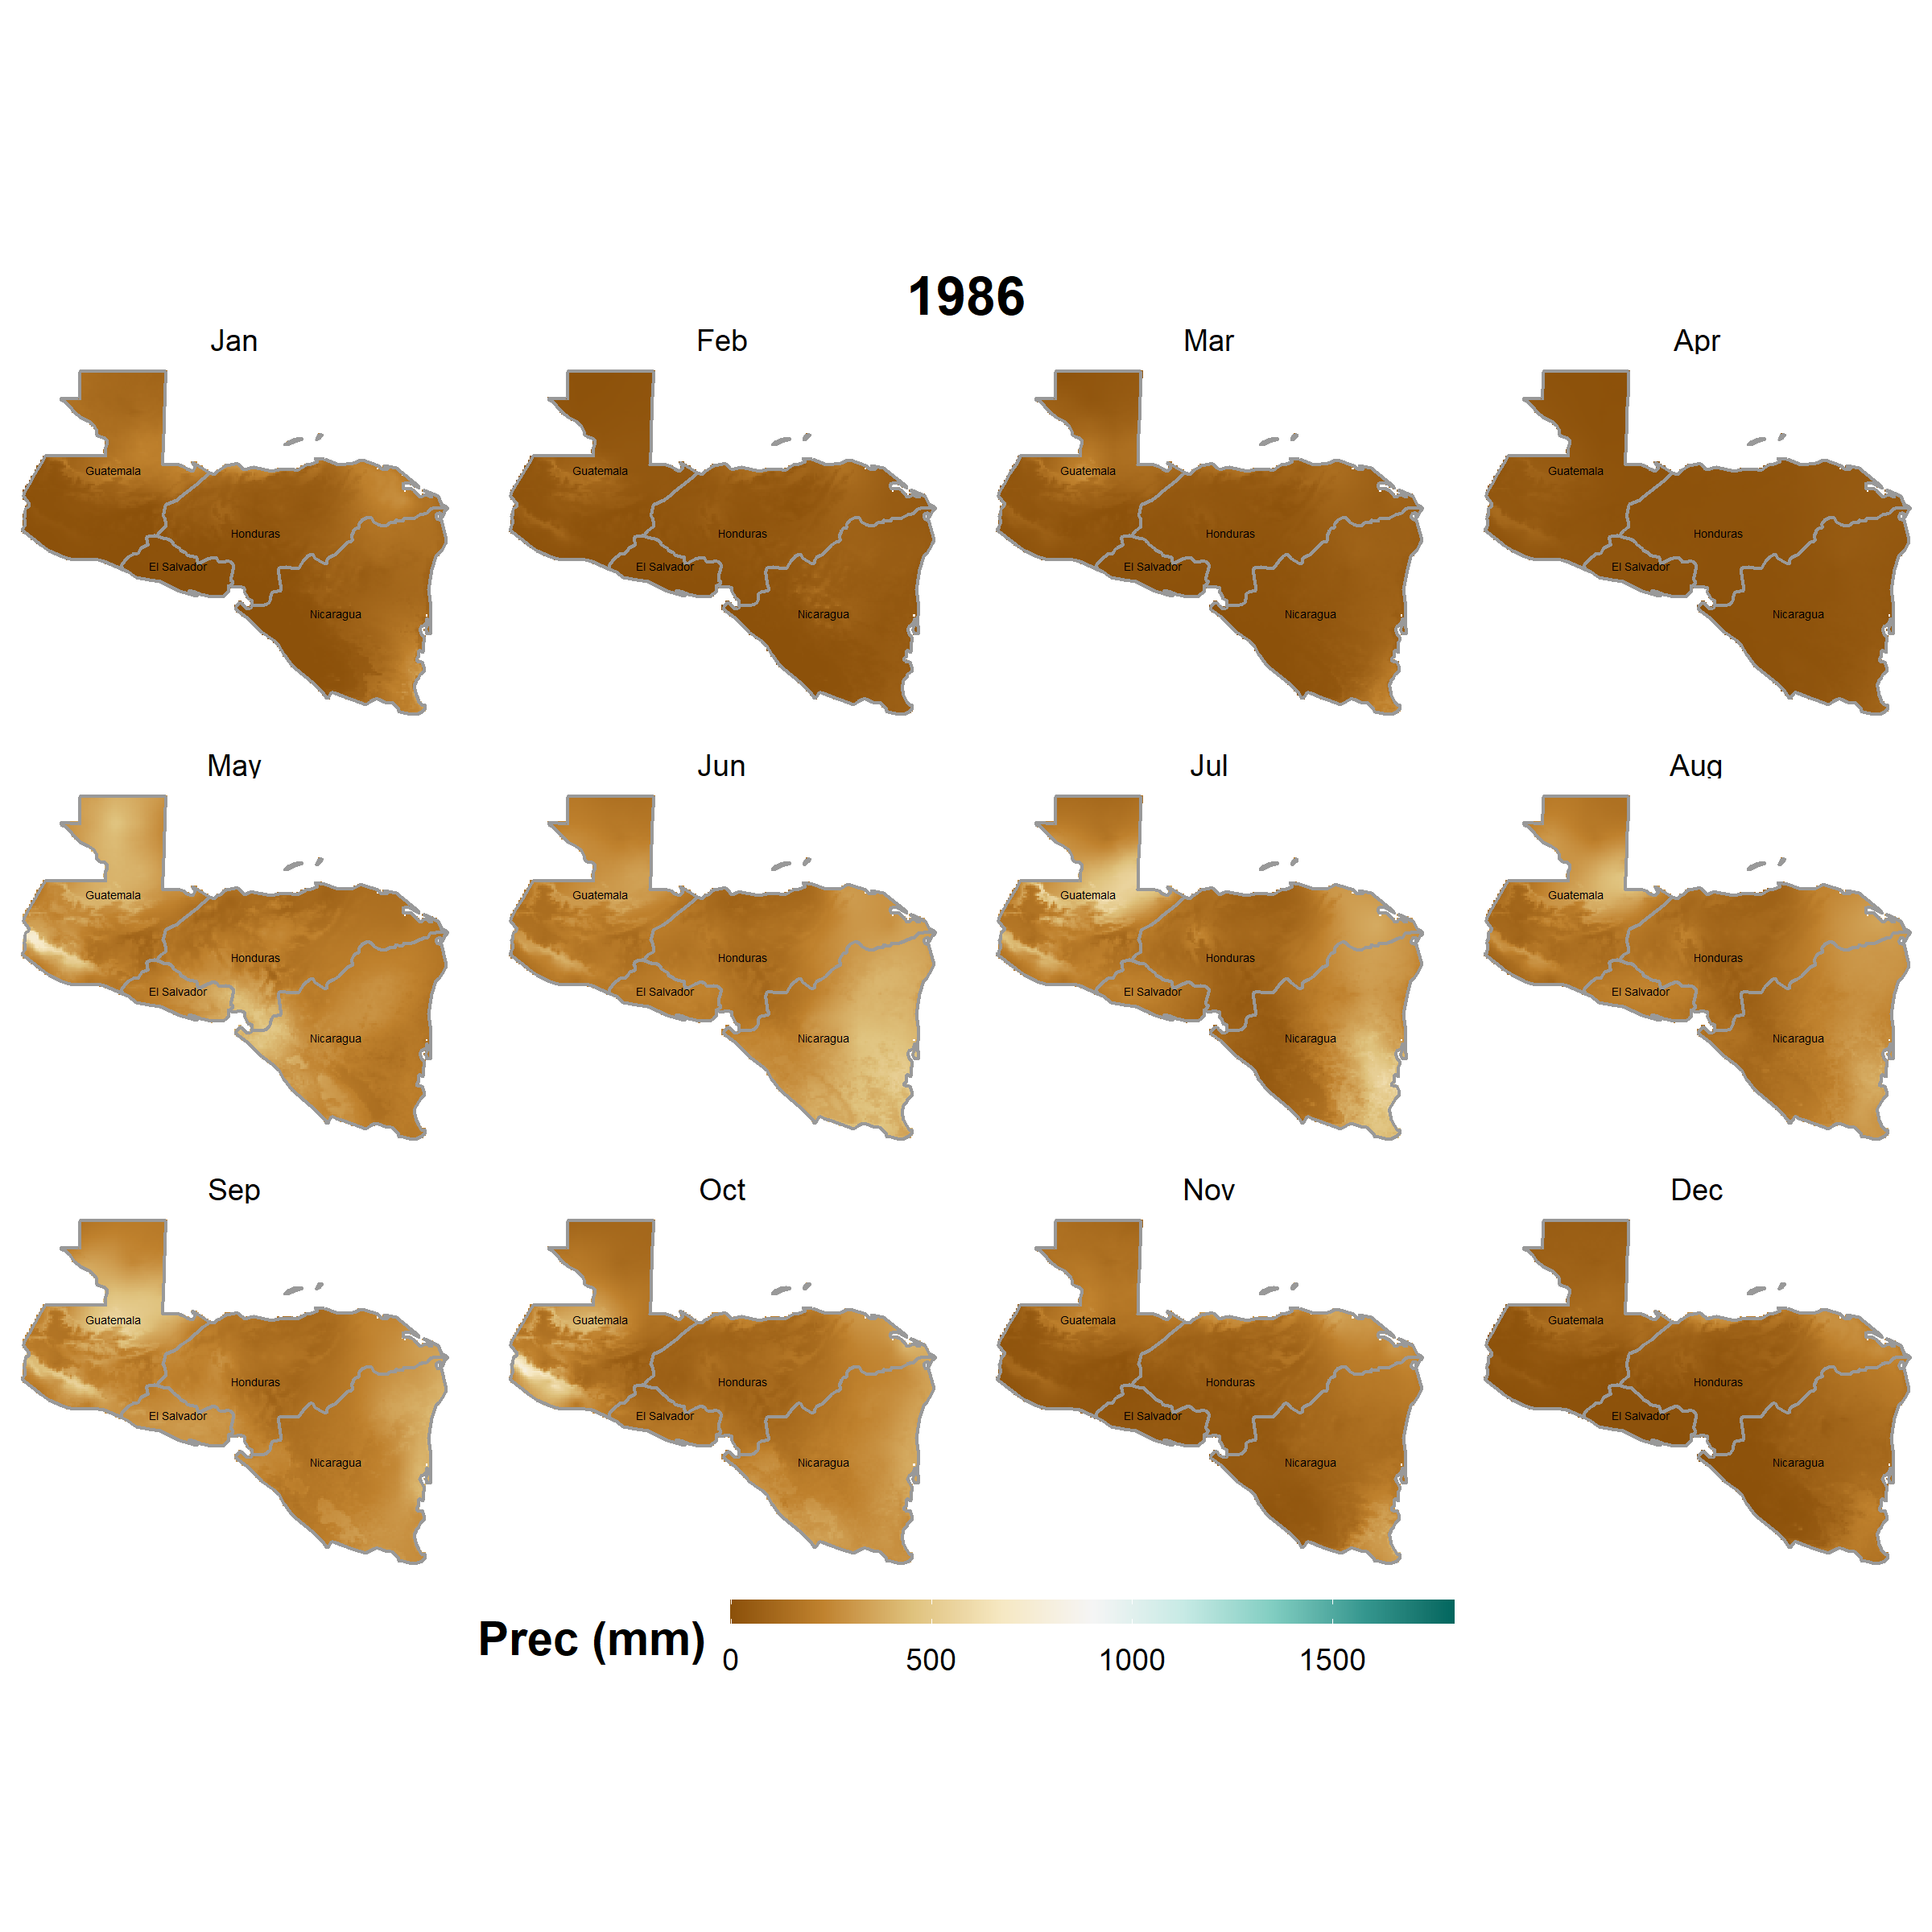 1986
Jan Feb Mar Apr
Guatemala Guatemala Guatemala Guatemala
Honduras Honduras Honduras Honduras
El Salvador El Salvador El Salvador El Salvador
Nicaragua Nicaragua Nicaragua Nicaragua
May Jun Jul Aug
Guatemala Guatemala Guatemala Guatemala
Honduras Honduras Honduras Honduras
El Salvador El Salvador El Salvador El Salvador
Nicaragua Nicaragua Nicaragua Nicaragua
Sep Oct Nov Dec
Guatemala Guatemala Guatemala Guatemala
Honduras Honduras Honduras Honduras
El Salvador El Salvador El Salvador El Salvador
Nicaragua Nicaragua Nicaragua Nicaragua
Prec (mm)
0 500 1000 1500